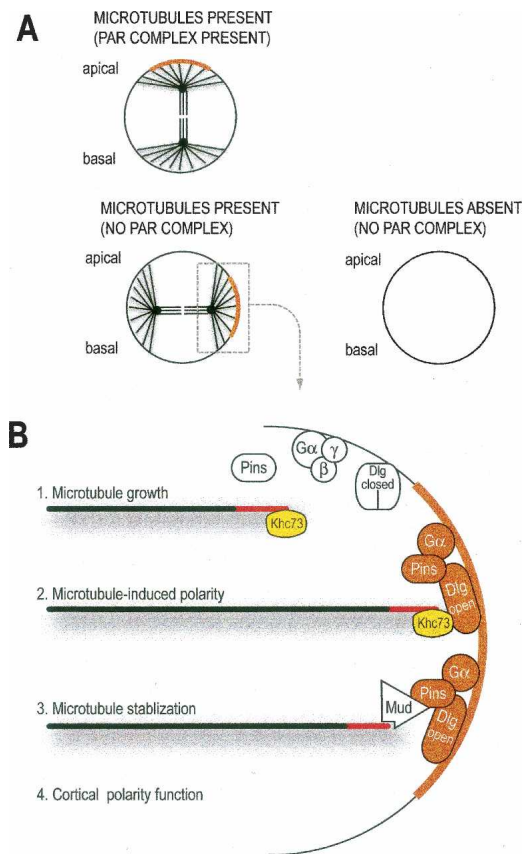 A
MICROTUBULES PRESENT
(PAR COMPLEX PRESENT)
apical
basal
MICROTUBULES PRESENT
(NO PAR COMPLEX)
apical
basal
MICROTUBULES ABSENT
(NO PAR COMPLEX)
apical
basal
B
Pins
Gα
γ
β
Dlg
closed
1. Microtubule growth
Khc73
Gα
Pins
Dlg
open
2. Microtubule-induced polarity
Khc73
Gα
Pins
Mud
Dlg
open
3. Microtubule stablization
4. Cortical polarity function